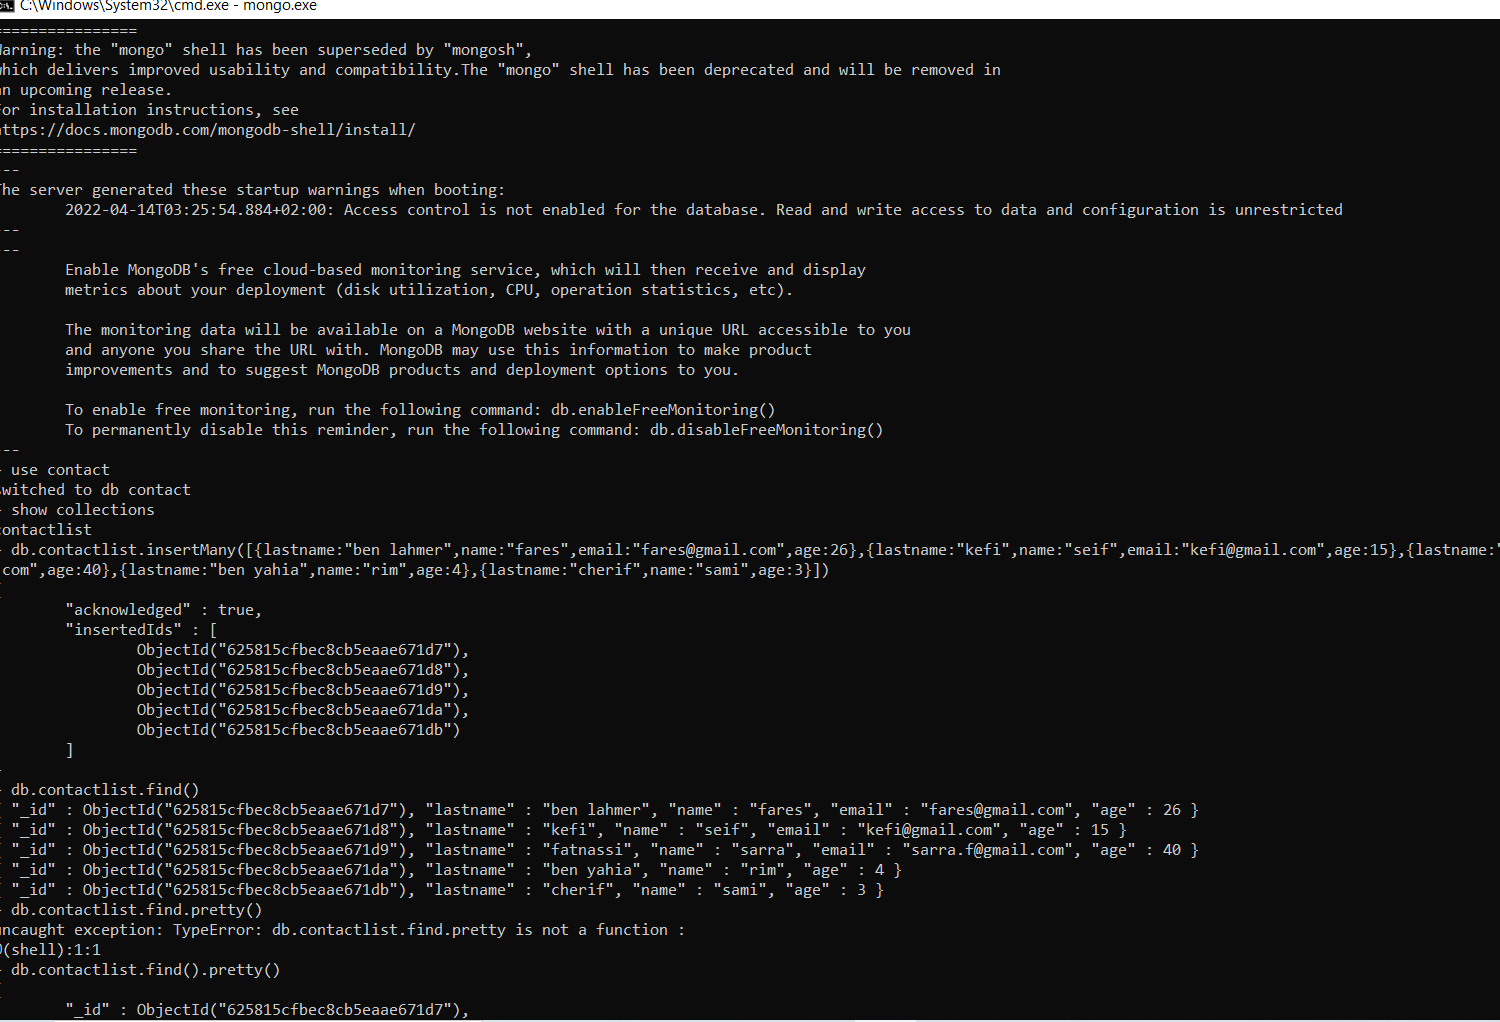 C:\Windows\System32\cmd.exe - mongo.exe
================
Warning: the "mongo" shell has been superseded by "mongosh",
which delivers improved usability and compatibility.The "mongo" shell has been deprecated and will be removed in
an upcoming release.
For installation instructions, see
https://docs.mongodb.com/mongodb-shell/install/
================
---
The server generated these startup warnings when booting:
2022-04-14T03:25:54.884+02:00: Access control is not enabled for the database. Read and write access to data and configuration is unrestricted
---
---
Enable MongoDB's free cloud-based monitoring service, which will then receive and display
metrics about your deployment (disk utilization, CPU, operation statistics, etc).
The monitoring data will be available on a MongoDB website with a unique URL accessible to you
and anyone you share the URL with. MongoDB may use this information to make product
improvements and to suggest MongoDB products and deployment options to you.
To enable free monitoring, run the following command: db.enableFreeMonitoring()
To permanently disable this reminder, run the following command: db.disableFreeMonitoring()
---
> use contact
switched to db contact
> show collections
contactlist
> db.contactlist.insertMany([{lastname:"ben lahmer",name:"fares",email:"fares@gmail.com",age:26},{lastname:"kefi",name:"seif",email:"kefi@gmail.com",age:15},{lastname:"
com",age:40},{lastname:"ben yahia",name:"rim",age:4},{lastname:"cherif",name:"sami",age:3}])
{
"acknowledged" : true,
"insertedIds" : [
ObjectId("625815cfbec8cb5eaae671d7"),
ObjectId("625815cfbec8cb5eaae671d8"),
ObjectId("625815cfbec8cb5eaae671d9"),
ObjectId("625815cfbec8cb5eaae671da"),
ObjectId("625815cfbec8cb5eaae671db")
]
}
> db.contactlist.find()
{ "_id" : ObjectId("625815cfbec8cb5eaae671d7"), "lastname" : "ben lahmer", "name" : "fares", "email" : "fares@gmail.com", "age" : 26 }
{ "_id" : ObjectId("625815cfbec8cb5eaae671d8"), "lastname" : "kefi", "name" : "seif", "email" : "kefi@gmail.com", "age" : 15 }
{ "_id" : ObjectId("625815cfbec8cb5eaae671d9"), "lastname" : "fatnassi", "name" : "sarra", "email" : "sarra.f@gmail.com", "age" : 40 }
{ "_id" : ObjectId("625815cfbec8cb5eaae671da"), "lastname" : "ben yahia", "name" : "rim", "age" : 4 }
{ "_id" : ObjectId("625815cfbec8cb5eaae671db"), "lastname" : "cherif", "name" : "sami", "age" : 3 }
> db.contactlist.find.pretty()
uncaught exception: TypeError: db.contactlist.find.pretty is not a function :
@(shell):1:1
> db.contactlist.find().pretty()
{
"_id" : ObjectId("625815cfbec8cb5eaae671d7"),